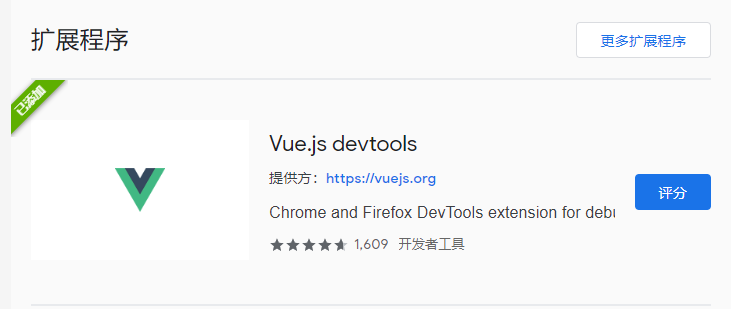 扩展程序
更多扩展程序
已添加
Vue.js devtools
提供方：https://vuejs.org
Chrome and Firefox DevTools extension for debu
评分
1,609 开发者工具